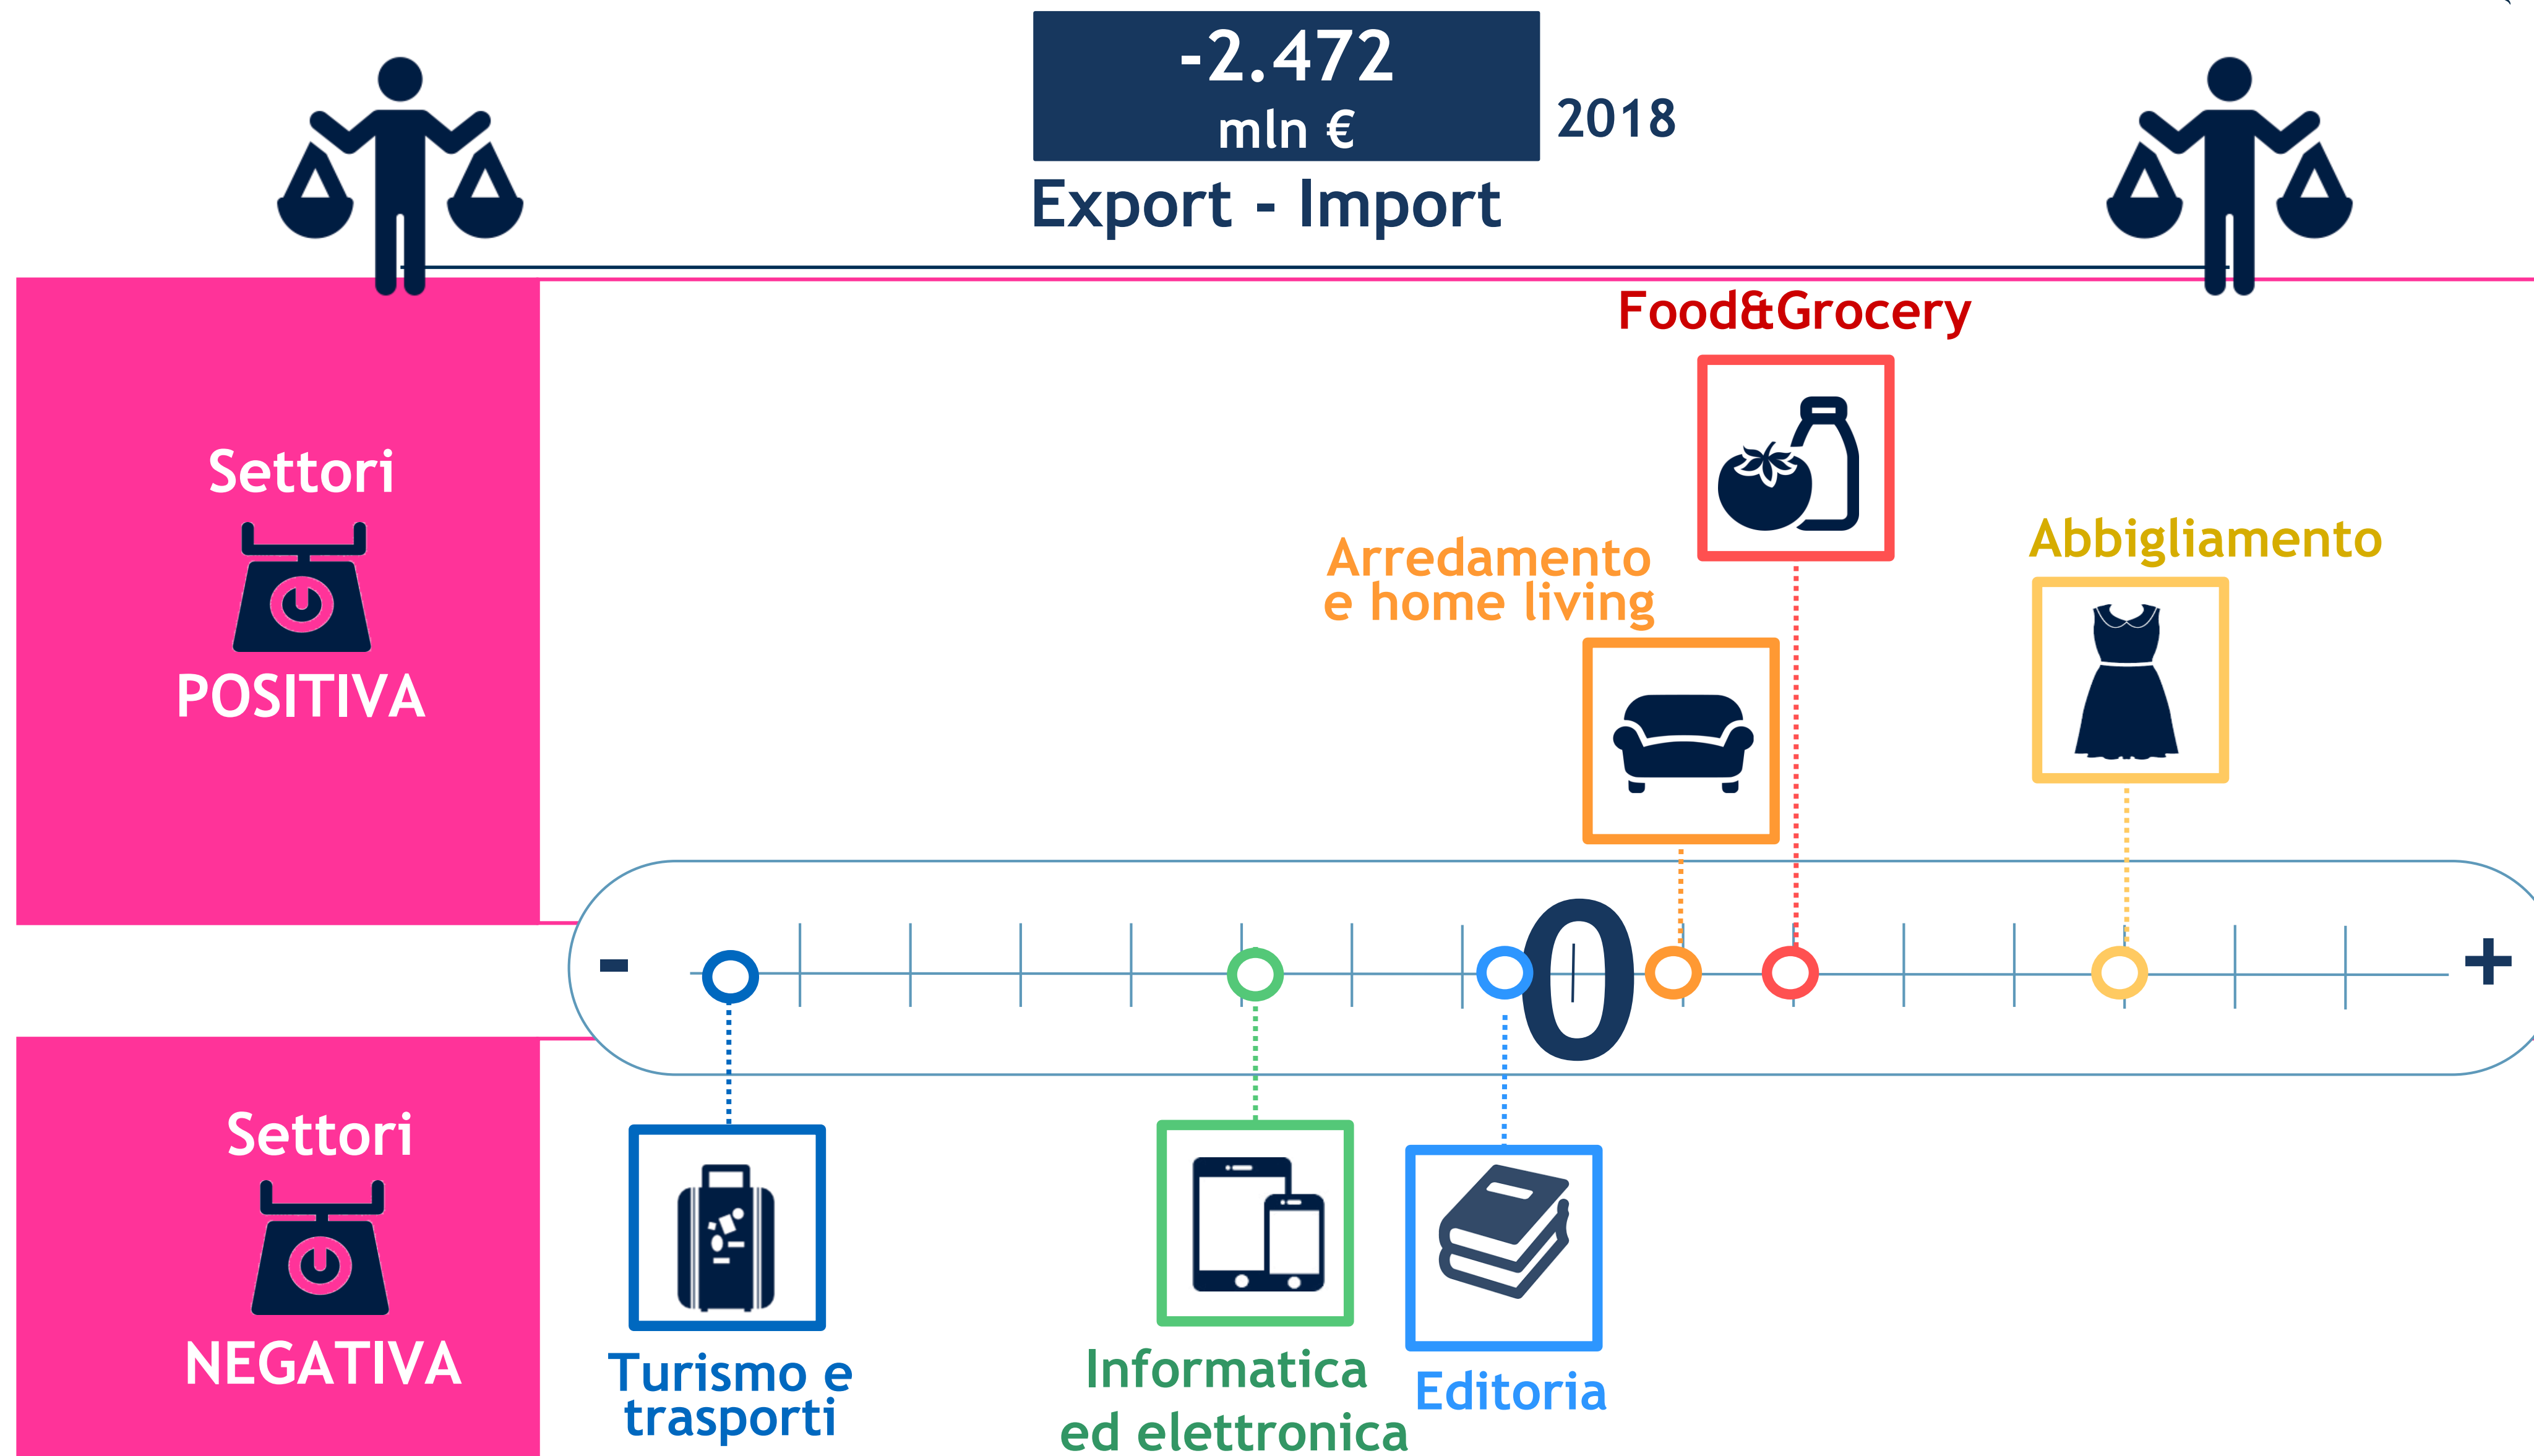 -2.472
mln €
2018
Export - Import
Food&Grocery
Settori
POSITIVA
Arredamento
e home living
Abbigliamento
-
0
+
Settori
NEGATIVA
Turismo e
trasporti
Informatica
ed elettronica
Editoria